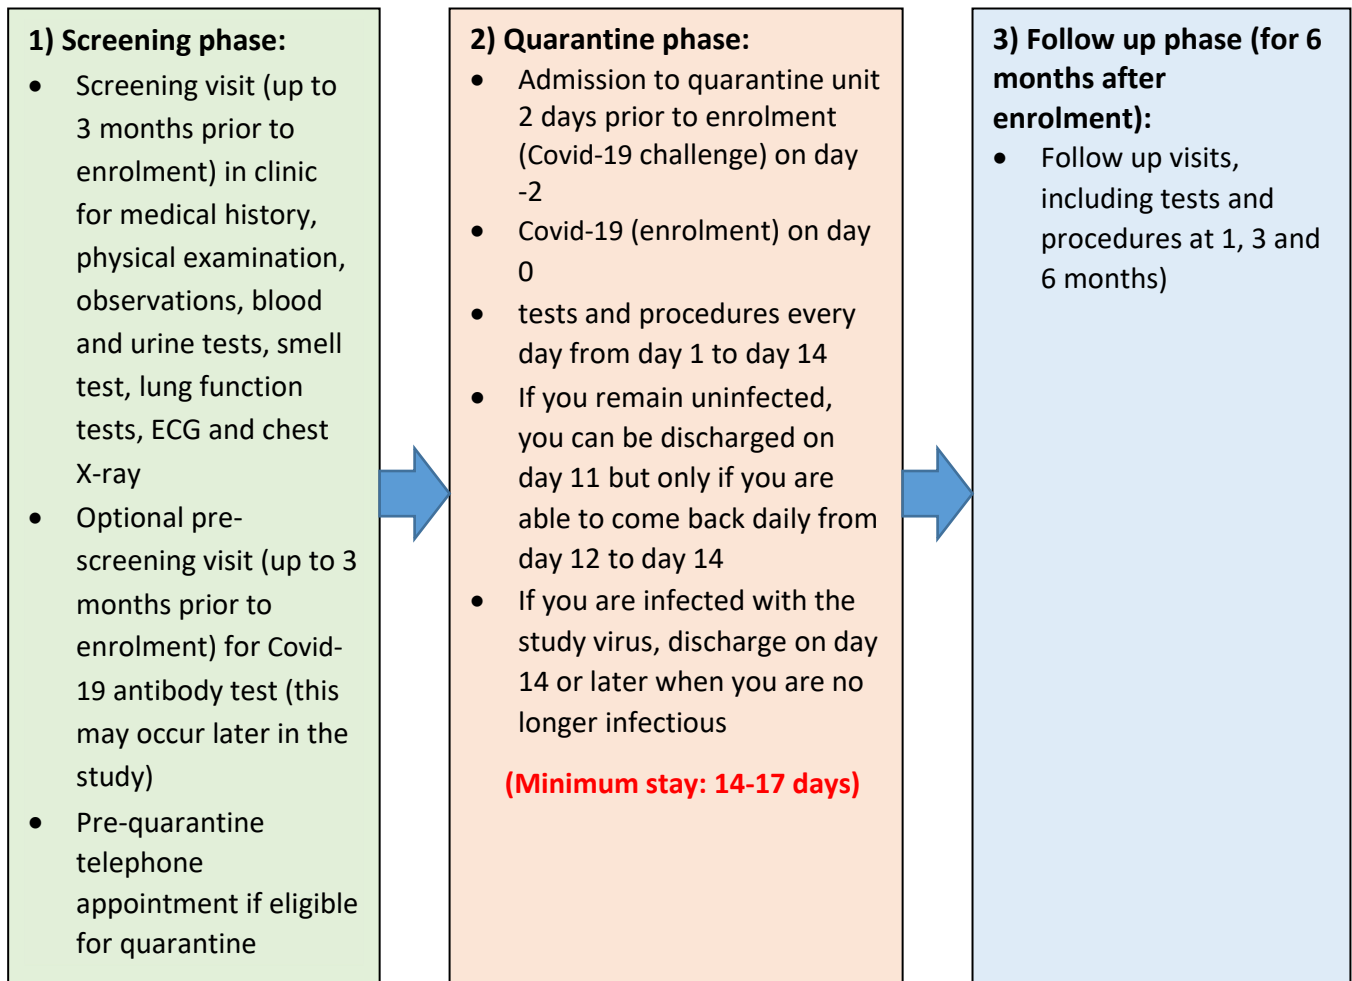 1) Screening phase:
• Screening visit (up to
3 months prior to
enrolment) in clinic
for medical history,
physical examination,
observations, blood
and urine tests, smell
test, lung function
tests, ECG and chest
X-ray
• Optional pre-
screening visit (up to 3
months prior to
enrolment) for Covid-
19 antibody test (this
may occur later in the
study)
• Pre-quarantine
telephone
appointment if eligible
for quarantine
2) Quarantine phase:
• Admission to quarantine unit
2 days prior to enrolment
(Covid-19 challenge) on day
-2
• Covid-19 (enrolment) on day
0
• tests and procedures every
day from day 1 to day 14
• If you remain uninfected,
you can be discharged on
day 11 but only if you are
able to come back daily from
day 12 to day 14
• If you are infected with the
study virus, discharge on day
14 or later when you are no
longer infectious
(Minimum stay: 14-17 days)
3) Follow up phase (for 6
months after
enrolment):
• Follow up visits,
including tests and
procedures at 1, 3 and
6 months)